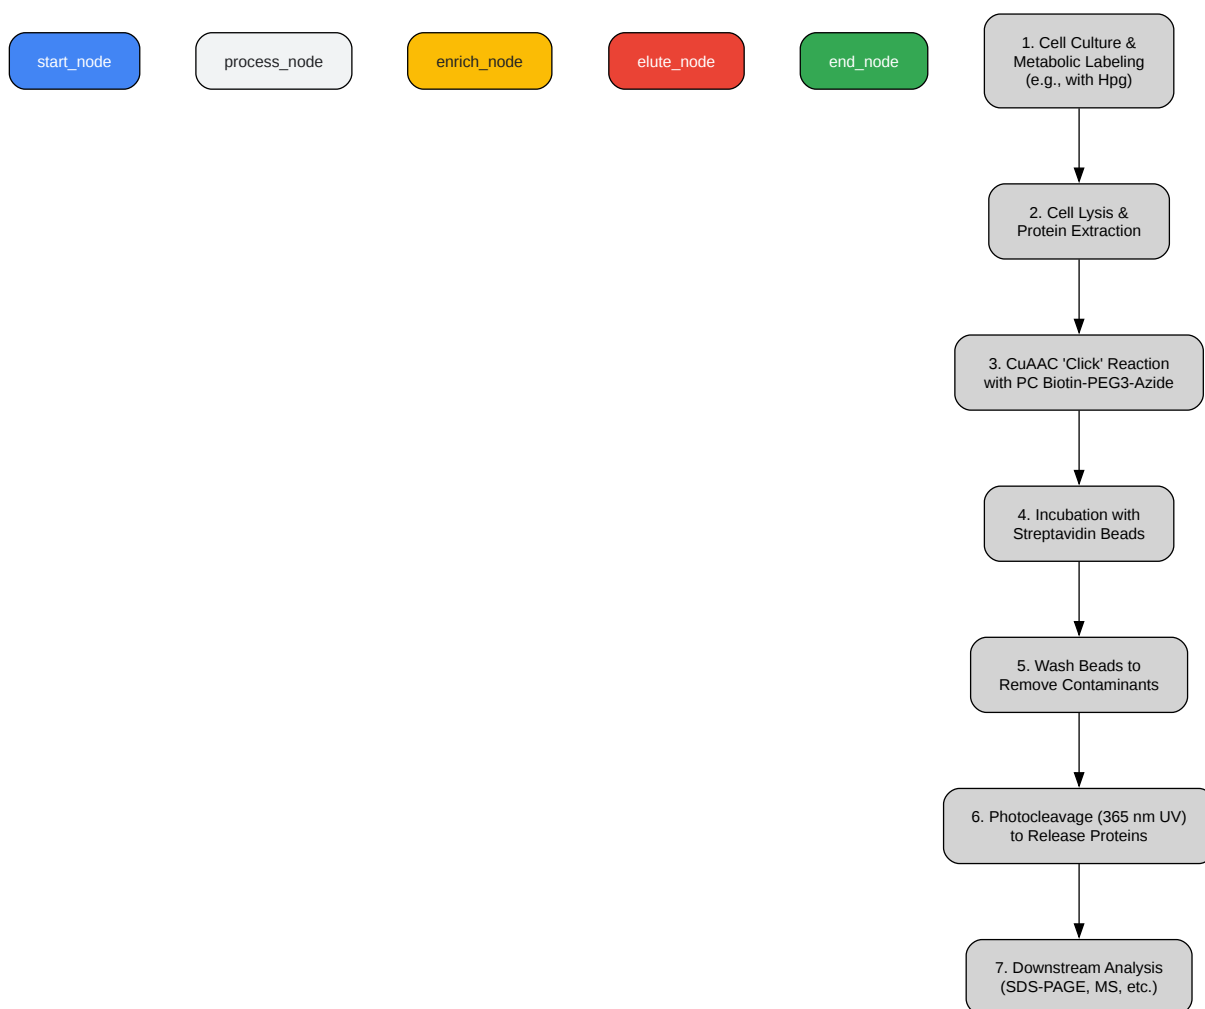 start_node
process_node
enrich_node
elute_node
end_node
1. Cell Culture &
Metabolic Labeling
(e.g., with Hpg)
2. Cell Lysis &
Protein Extraction
3. CuAAC 'Click' Reaction
with PC Biotin-PEG3-Azide
4. Incubation with
Streptavidin Beads
5. Wash Beads to
Remove Contaminants
6. Photocleavage (365 nm UV)
to Release Proteins
7. Downstream Analysis
(SDS-PAGE, MS, etc.)